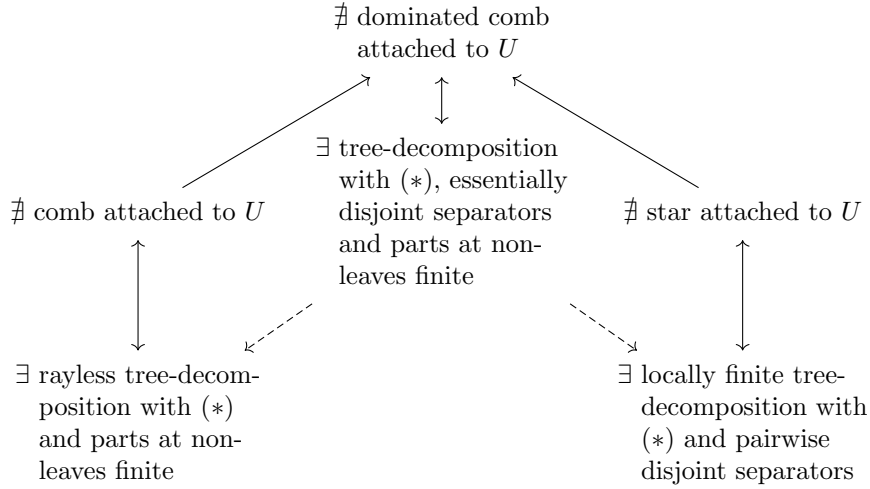 ∄ dominated comb
attached to U
∃ tree-decomposition
with (∗), essentially
disjoint separators
and parts at non-
leaves finite
∄ comb attached to U
∄ star attached to U
∃ rayless tree-decom-
position with (∗)
and parts at non-
leaves finite
∃ locally finite tree-
decomposition with
(∗) and pairwise
disjoint separators